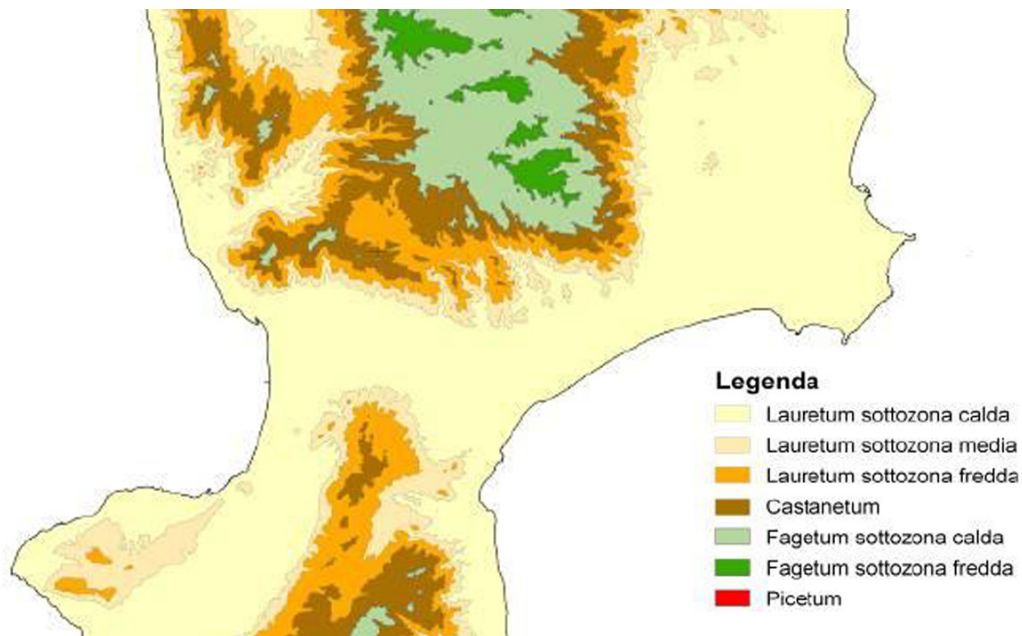 Legenda
Lauretum sottozona calda
Lauretum sottozona media
Lauretum sottozona fredda
Castanetum
Fagetum sottozona calda
Fagetum sottozona fredda
Picetum